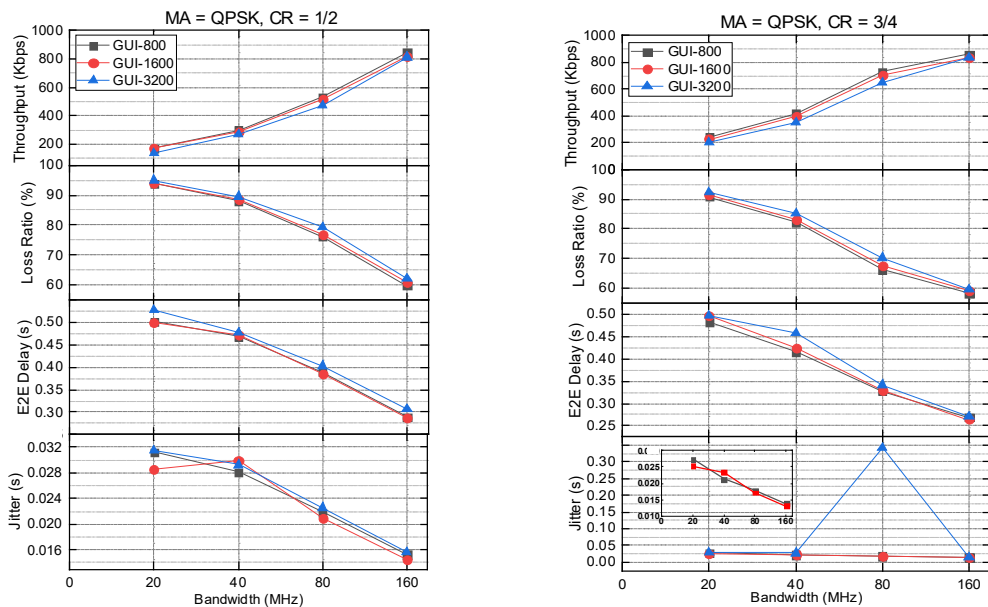 MA = QPSK, CR = 1/2
Throughput (Kbps)
1000
800
600
400
200
100
GUI-800
GUI-1600
GUI-3200
Loss Ratio (%)
90
80
70
60
E2E Delay (s)
0.50
0.45
0.40
0.35
0.30
Jitter (s)
0.032
0.028
0.024
0.020
0.016
0 20 40 80 160
Bandwidth (MHz)
MA = QPSK, CR = 3/4
Throughput (Kbps)
1000
800
600
400
200
100
GUI-800
GUI-1600
GUI-3200
Loss Ratio (%)
90
80
70
60
E2E Delay (s)
0.50
0.45
0.40
0.35
0.30
0.25
Jitter (s)
0.35
0.30
0.25
0.20
0.15
0.10
0.05
0.00
0.025
0.020
0.015
0.010
0 20 40 80 160
0 20 40 80 160
Bandwidth (MHz)